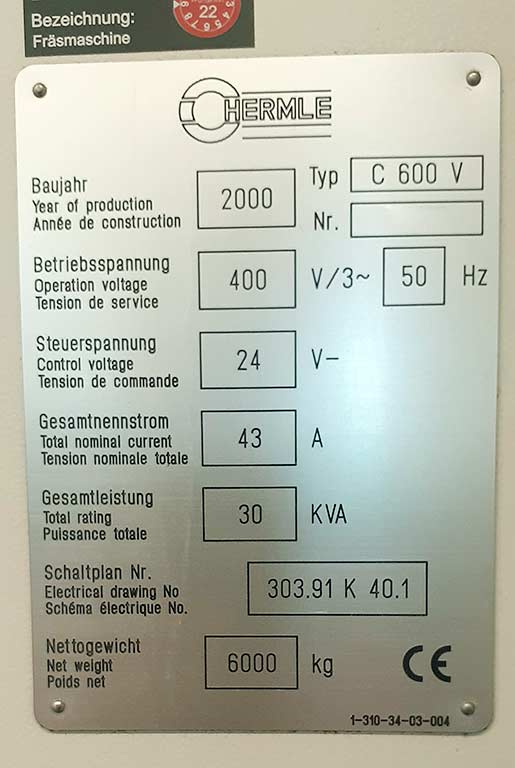 Bezeichnung:
Fräsmaschine
22
HERMLE
Baujahr
Year of production
Année de construction
2000
Typ C 600 V
Nr.
Betriebsspannung
Operation voltage
Tension de service
400 V/3~ 50 Hz
Steuerspannung
Control voltage
Tension de commande
24 V-
Gesamtnennstrom
Total nominal current
Tension nominale totale
43 A
Gesamtleistung
Total rating
Puissance totale
30 KVA
Schaltplan Nr.
Electrical drawing No
Schéma électrique No.
303.91 K 40.1
Nettogewicht
Net weight
Poids net
6000 kg
CE
1-310-34-03-004